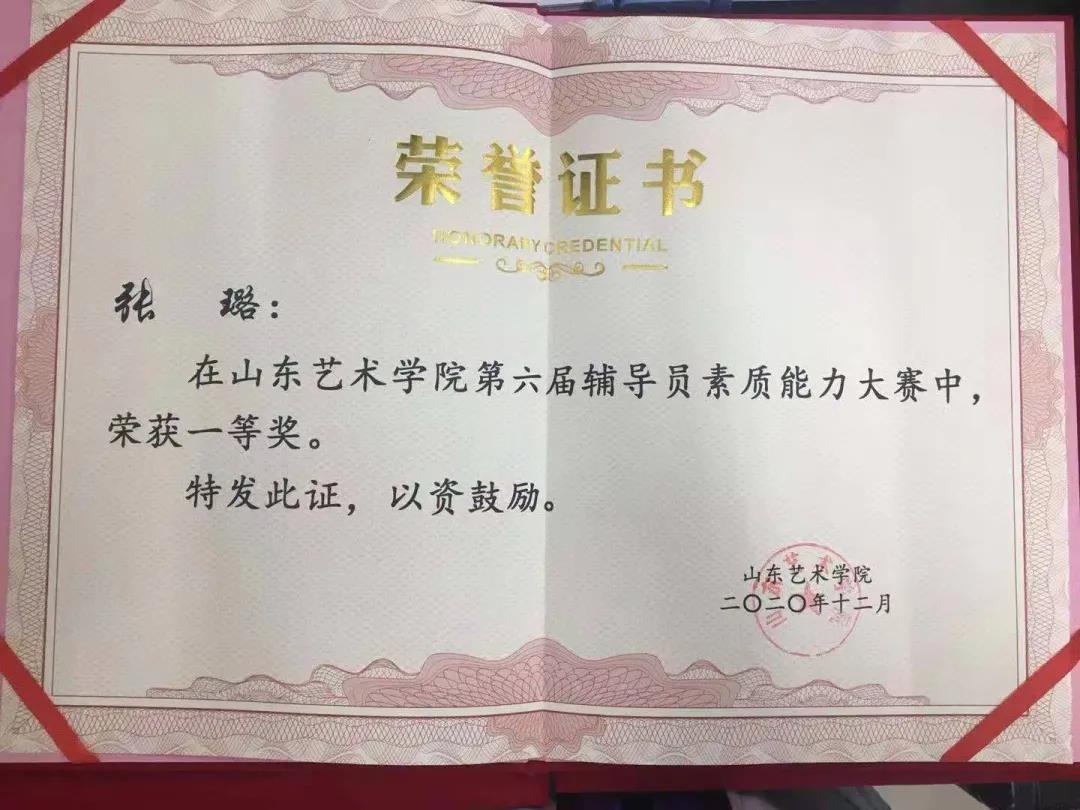 荣誉证书
HONORARY CREDENTIAL
张 璐：
在山东艺术学院第六届辅导员素质能力大赛中，
荣获一等奖。
特发此证，以资鼓励。
山东艺术学院
二〇二〇年十二月